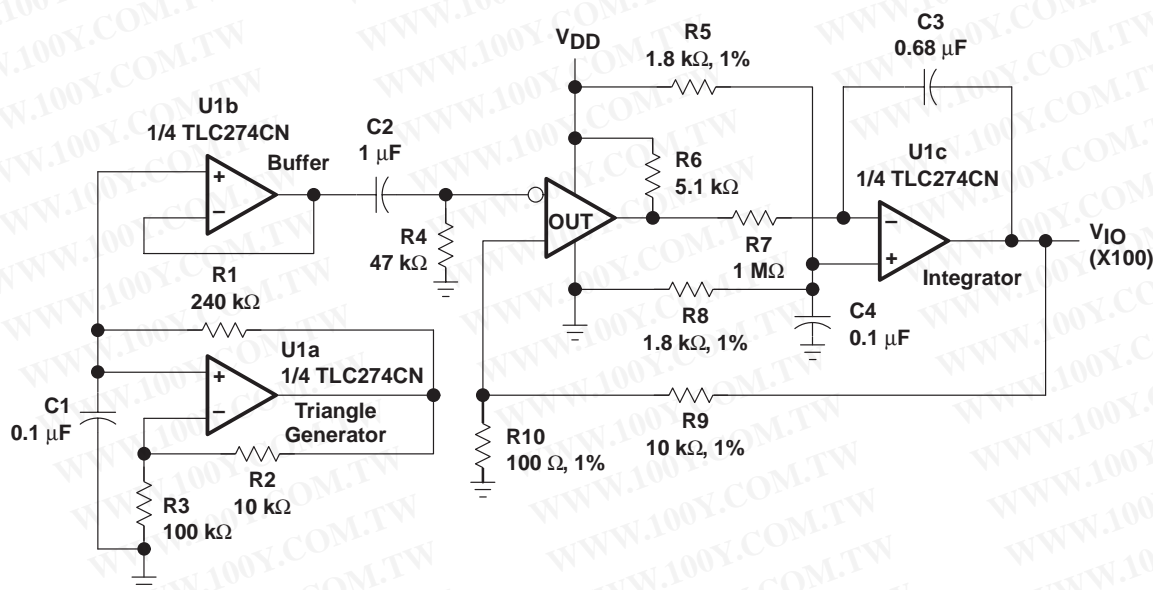 VDD
R5
1.8 kΩ, 1%
C3
0.68 μF
U1b
1/4 TLC274CN
Buffer
C2
1 μF
R6
5.1 kΩ
U1c
1/4 TLC274CN
+
−
OUT
R4
47 kΩ
R7
1 MΩ
−
+
Integrator
VIO
(X100)
R1
240 kΩ
R8
1.8 kΩ, 1%
C4
0.1 μF
U1a
1/4 TLC274CN
+
−
Triangle
Generator
C1
0.1 μF
R9
10 kΩ, 1%
R10
100 Ω, 1%
R2
10 kΩ
R3
100 kΩ
WWW.100Y.COM.TW